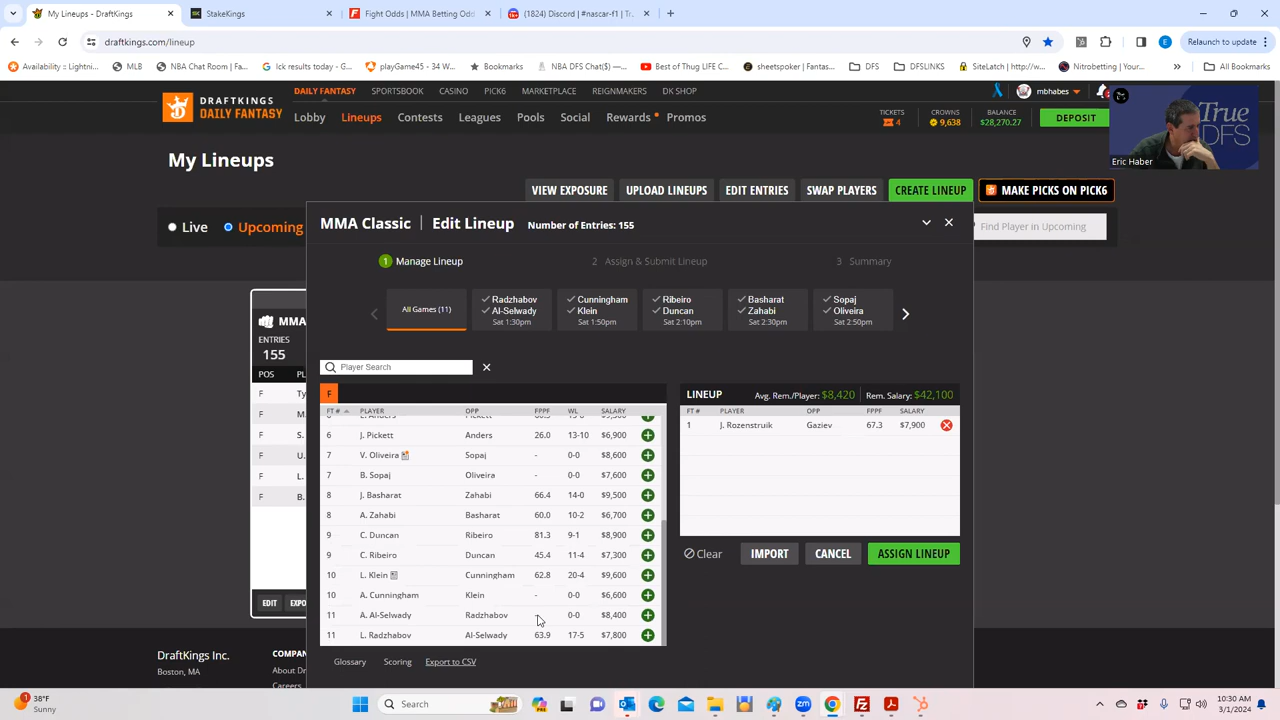 My Lineups - DraftKings
StakeKings
Fight Odds | MMA Betting Od
(1824) Discord | #nascar-f1 | Tr
draftkings.com/lineup
Relaunch to update
Availability :: Lightni...
MLB
NBA Chat Room | Fa...
Ick results today - G...
playGame45 - 34 W...
Bookmarks
NBA DFS Chat($) -...
Best of Thug LIFE C...
sheetspoker | Fantas...
DFS
DFSLINKS
SiteLatch | http://w...
Nitrobetting | You...
All Bookmarks
DAILY FANTASY
SPORTSBOOK
CASINO
PICK6
MARKETPLACE
REIGNMAKERS
DK SHOP
mbhabes
DRAFTKINGS
DAILY FANTASY
Lobby
Lineups
Contests
Leagues
Pools
Social
Rewards
Promos
TICKETS
4
CROWNS
9,638
BALANCE
$28,270.27
DEPOSIT
True
DFS
Eric Haber
My Lineups
VIEW EXPOSURE
UPLOAD LINEUPS
EDIT ENTRIES
SWAP PLAYERS
CREATE LINEUP
MAKE PICKS ON PICK6
Live
Upcoming
Find Player in Upcoming
MMA Classic | Edit Lineup
Number of Entries: 155
1 Manage Lineup
2 Assign & Submit Lineup
3 Summary
All Games (11)
Radzhabov
Al-Selwady
Sat 1:30pm
Cunningham
Klein
Sat 1:50pm
Ribeiro
Duncan
Sat 2:10pm
Basharat
Zahabi
Sat 2:30pm
Sopaj
Oliveira
Sat 2:50pm
MMA
ENTRIES
155
POS PL
F Ty
F M.
F S.
F U.
F L.
F B.
EDIT EXPO
Player Search
F
FT # PLAYER OPP FPPF WL SALARY
6 J. Pickett Anders 26.0 13-10 $6,900
7 V. Oliveira Sopaj - 0-0 $8,600
7 B. Sopaj Oliveira - 0-0 $7,600
8 J. Basharat Zahabi 66.4 14-0 $9,500
8 A. Zahabi Basharat 60.0 10-2 $6,700
9 C. Duncan Ribeiro 81.3 9-1 $8,900
9 C. Ribeiro Duncan 45.4 11-4 $7,300
10 L. Klein Cunningham 62.8 20-4 $9,600
10 A. Cunningham Klein - 0-0 $6,600
11 A. Al-Selwady Radzhabov - 0-0 $8,400
11 L. Radzhabov Al-Selwady 63.9 17-5 $7,800
Glossary
Scoring
Export to CSV
LINEUP
Avg. Rem./Player: $8,420
Rem. Salary: $42,100
FT # PLAYER OPP FPPF SALARY
1 J. Rozenstruik Gaziev 67.3 $7,900
Clear
IMPORT
CANCEL
ASSIGN LINEUP
DraftKings Inc.
Boston, MA
COMPAN
About Dr
Careers
38°F
Sunny
Search
10:30 AM
3/1/2024